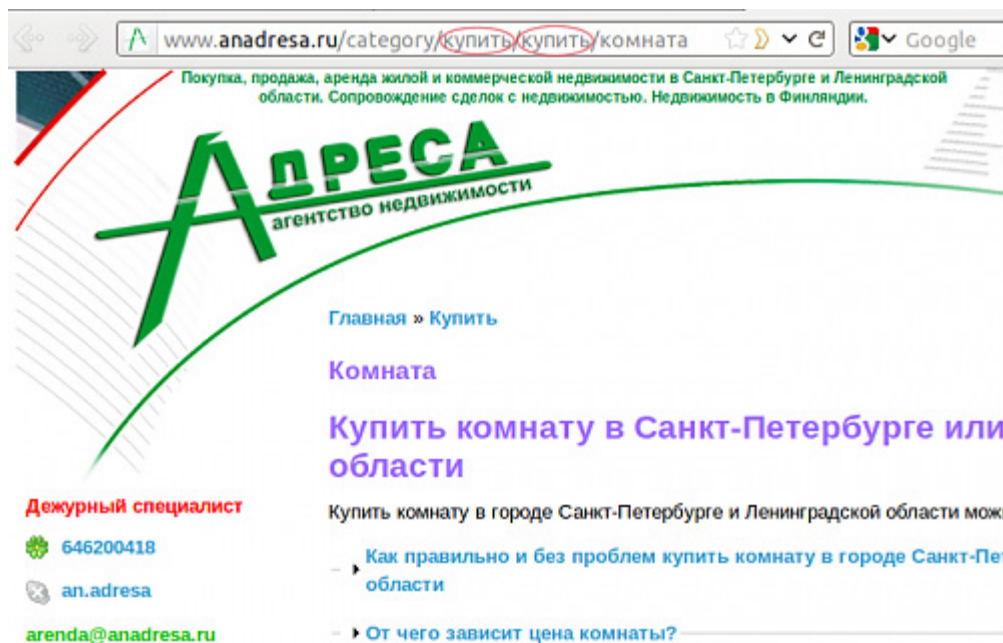 www.anadresa.ru/category/купить/купить/комната
Google
Покупка, продажа, аренда жилой и коммерческой недвижимости в Санкт-Петербурге и Ленинградской
области. Сопровождение сделок с недвижимостью. Недвижимость в Финляндии.
АДРЕСА
агентство недвижимости
Главная » Купить
Комната
Купить комнату в Санкт-Петербурге или
области
Дежурный специалист
Купить комнату в городе Санкт-Петербурге и Ленинградской области мож
646200418
Как правильно и без проблем купить комнату в городе Санкт-Пе
области
an.adresa
arenda@anadresa.ru
От чего зависит цена комнаты?